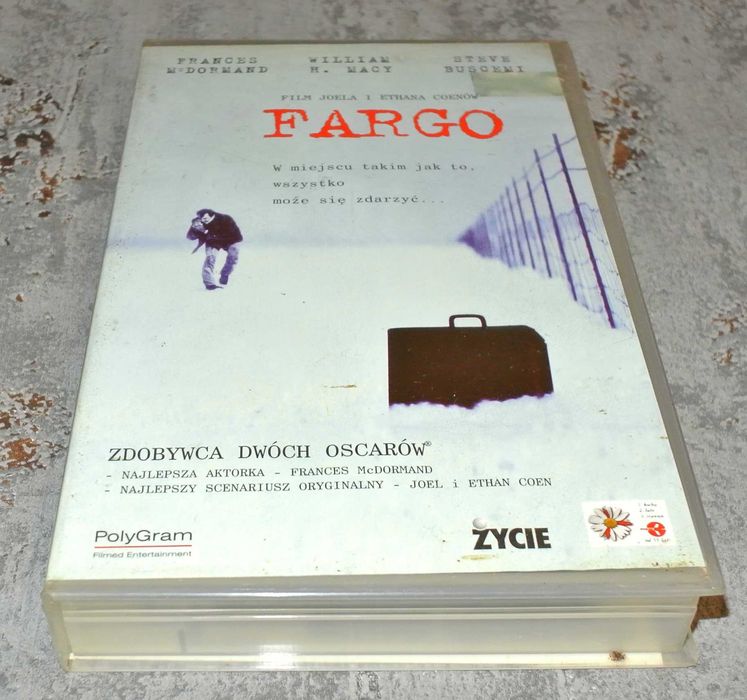 FRANCES WILLIAM STEVE
McDORMAND H. MACY BUSCEMI
FILM JOELA I ETHANA COENÓW
FARGO
W miejscu takim jak to,
wszystko
może się zdarzyć...
ZDOBYWCA DWÓCH OSCARÓW®
- NAJLEPSZA AKTORKA - FRANCES McDORMAND
- NAJLEPSZY SCENARIUSZ ORYGINALNY - JOEL i ETHAN COEN
PolyGram
Filmed Entertainment
ŻYCIE